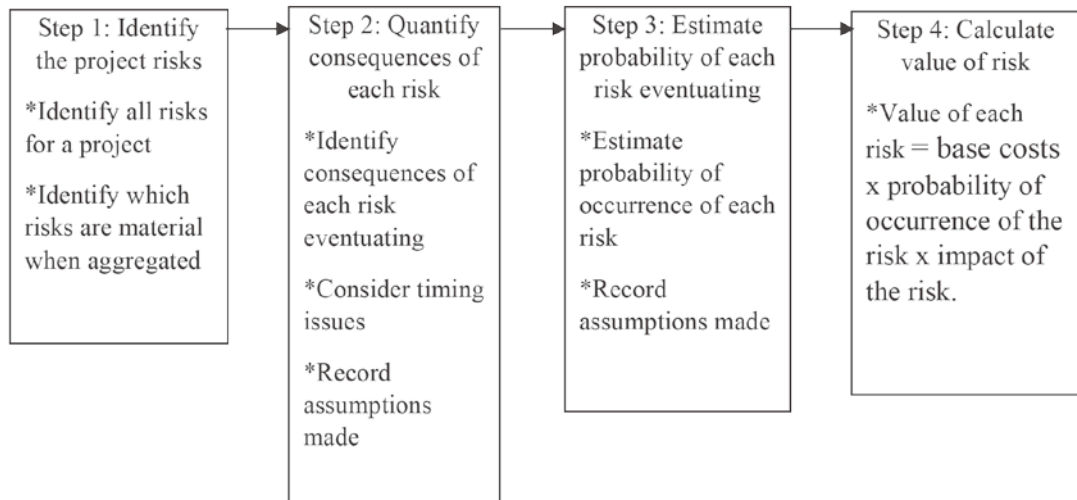 Step 1: Identify
the project risks
*Identify all risks
for a project
*Identify which
risks are material
when aggregated
Step 2: Quantify
consequences of
each risk
*Identify
consequences of
each risk
eventuating
*Consider timing
issues
*Record
assumptions
made
Step 3: Estimate
probability of each
risk eventuating
*Estimate
probability of
occurrence of each
risk
*Record
assumptions made
Step 4: Calculate
value of risk
*Value of each
risk = base costs
x probability of
occurrence of the
risk x impact of
the risk.